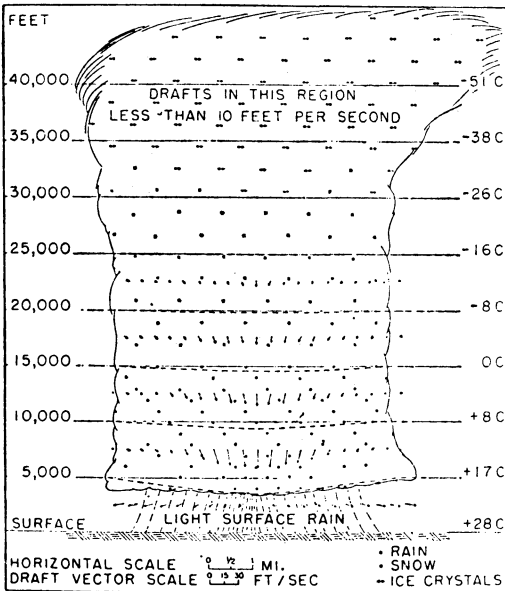 FEET
40,000 -51 C
DRAFTS IN THIS REGION
LESS THAN 10 FEET PER SECOND
35,000 -38 C
30,000 -26 C
25,000 -16 C
20,000 -8 C
15,000 0 C
10,000 +8 C
5,000 +17 C
SURFACE LIGHT SURFACE RAIN +28 C
HORIZONTAL SCALE 0 1/2 1 MI.
DRAFT VECTOR SCALE 0 15 30 FT/SEC
• RAIN
• SNOW
↔ ICE CRYSTALS